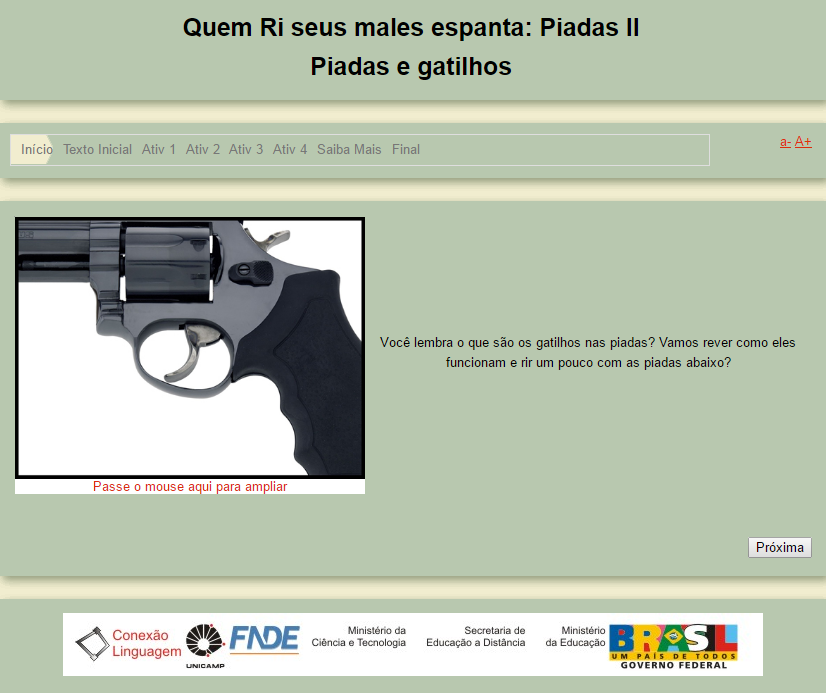 Quem Ri seus males espanta: Piadas II
Piadas e gatilhos
Início Texto Inicial Ativ 1 Ativ 2 Ativ 3 Ativ 4 Saiba Mais Final
a- A+
Você lembra o que são os gatilhos nas piadas? Vamos rever como eles
funcionam e rir um pouco com as piadas abaixo?
Passe o mouse aqui para ampliar
Próxima
Conexão
Linguagem
UNICAMP
FNDE
Ministério da
Ciência e Tecnologia
Secretaria de
Educação a Distância
Ministério
da Educação
BRASIL
UM PAÍS DE TODOS
GOVERNO FEDERAL